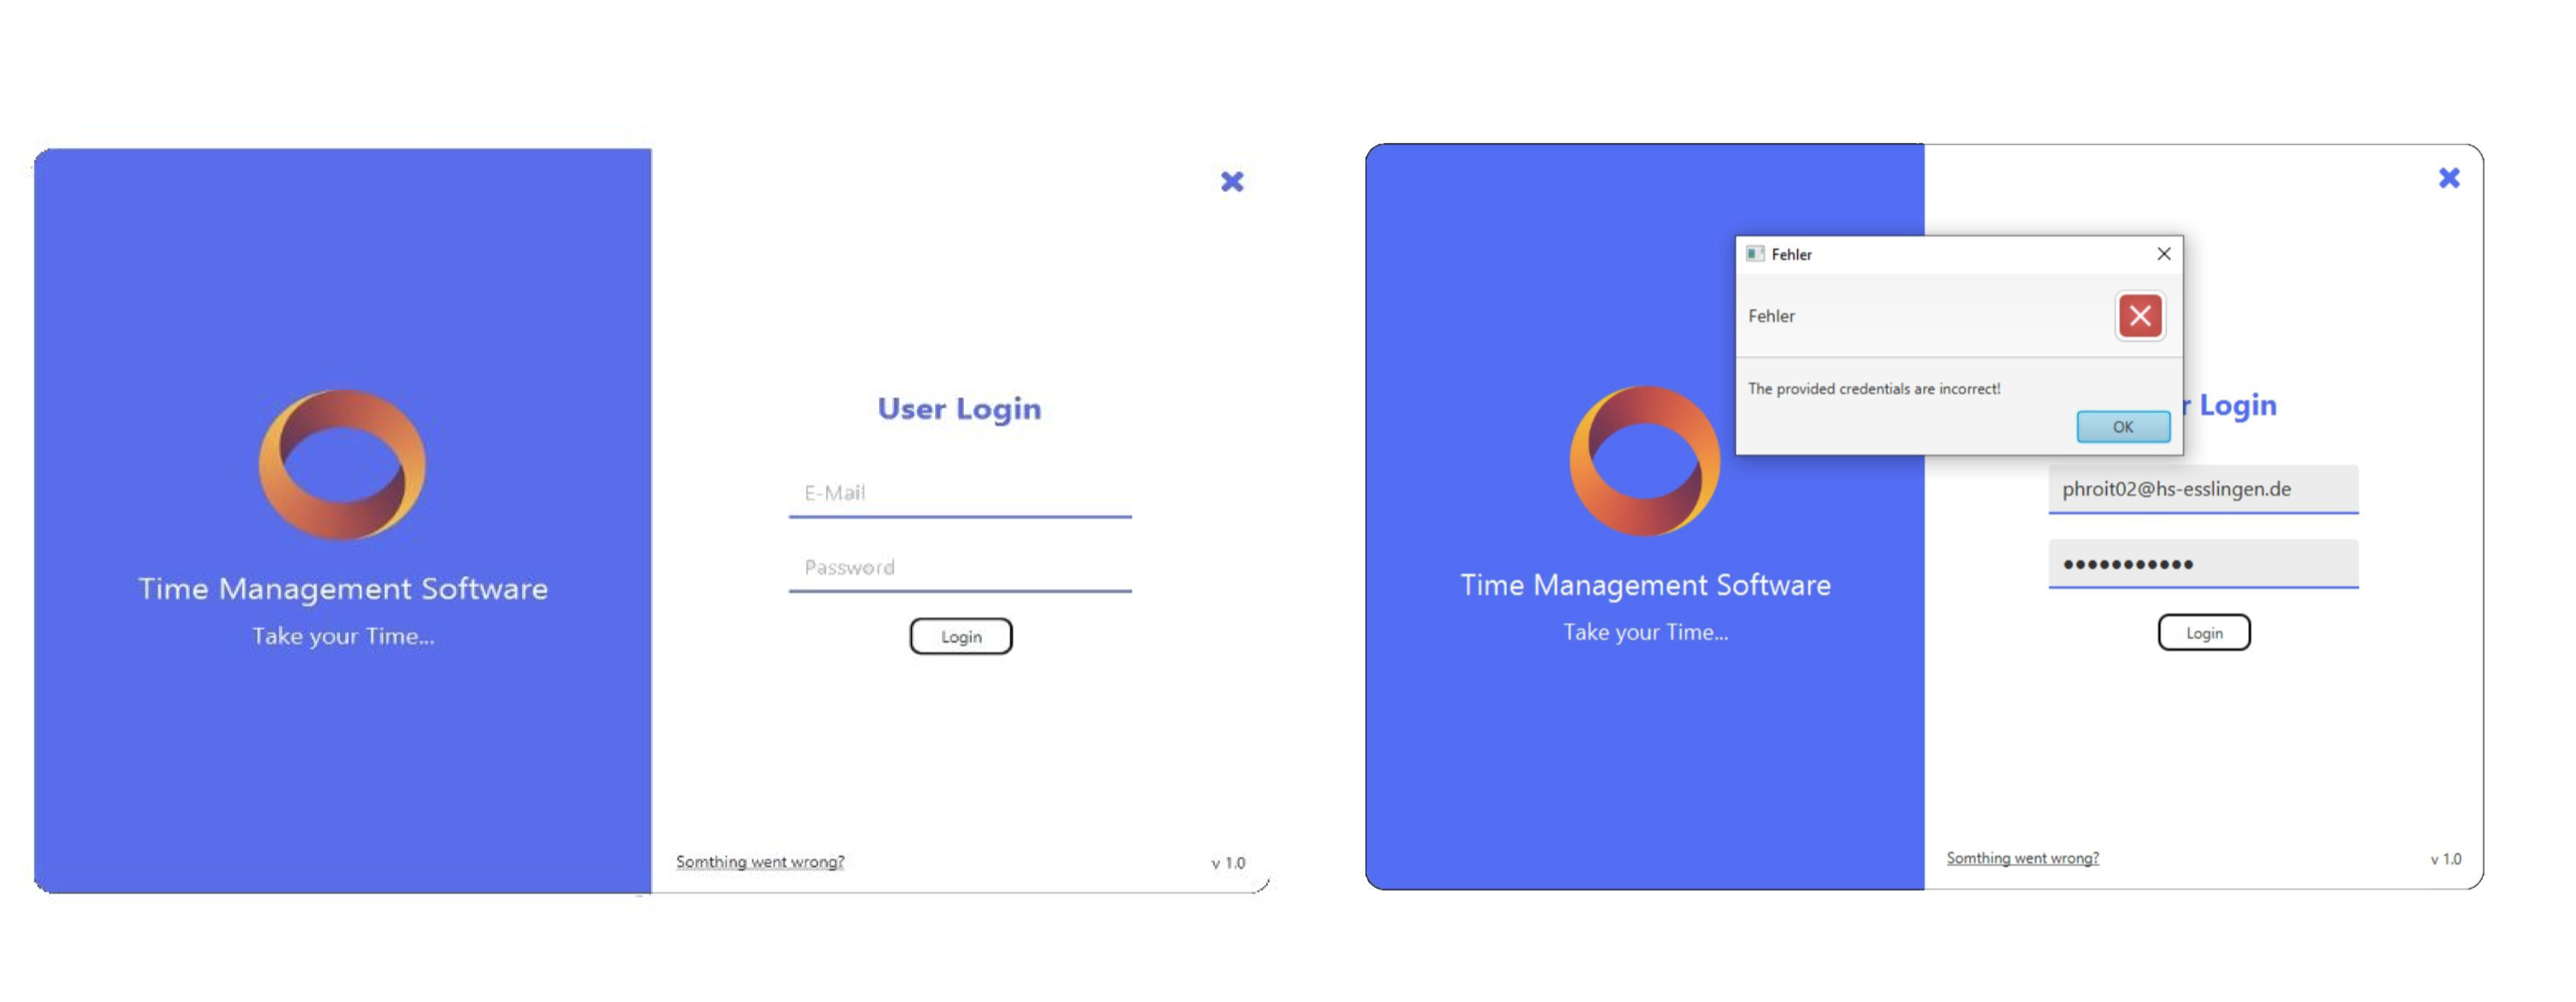 Time Management Software
Take your Time...
User Login
E-Mail
Password
Login
Somthing went wrong?
v 1.0
Time Management Software
Take your Time...
Fehler
Fehler
The provided credentials are incorrect!
OK
r Login
phroit02@hs-esslingen.de
Login
Somthing went wrong?
v 1.0